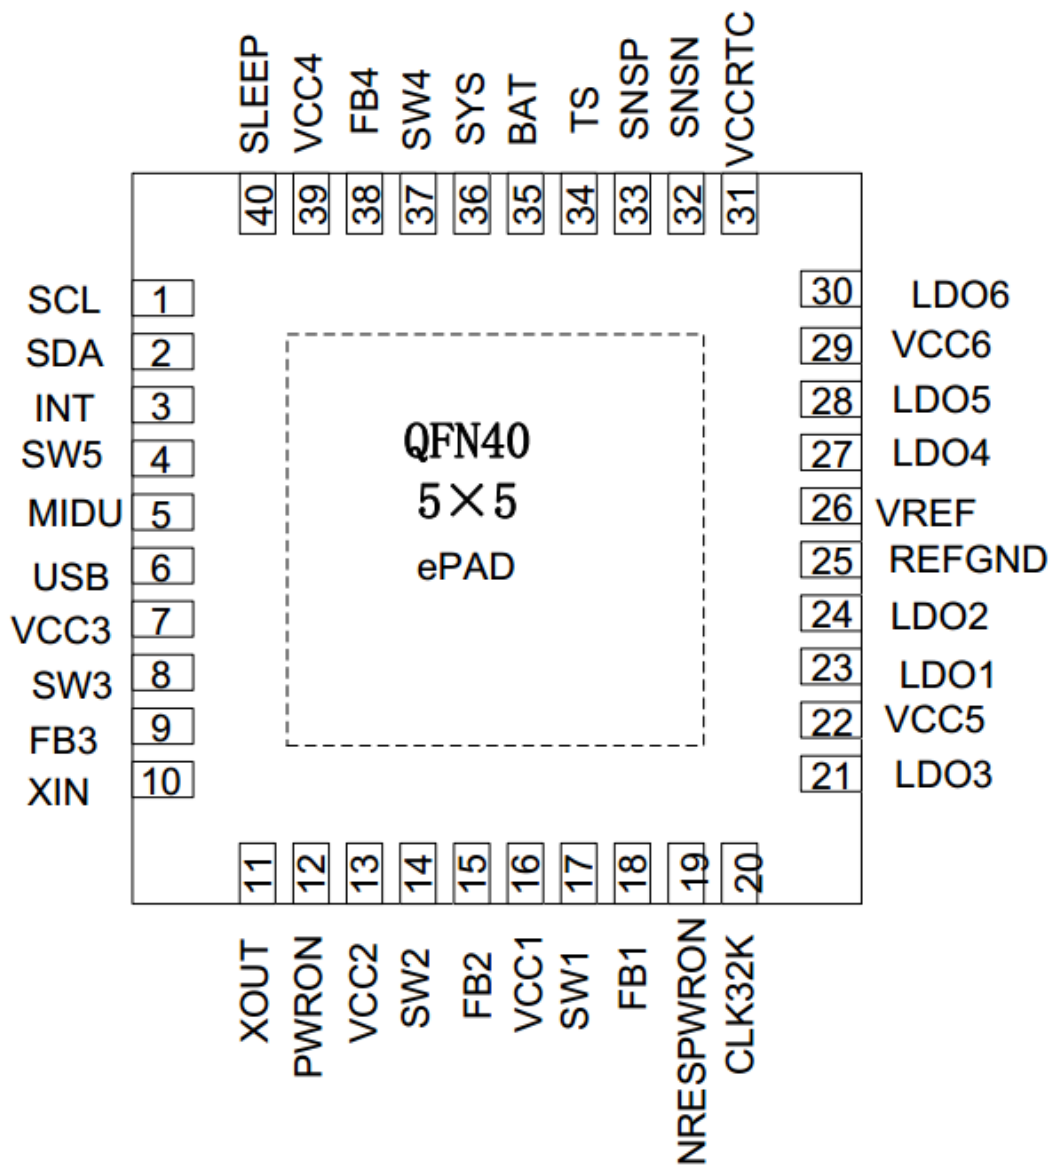 SLEEP
VCC4
FB4
SW4
SYS
BAT
TS
SNSP
SNSN
VCCRTC
40
39
38
37
36
35
34
33
32
31
SCL 1
SDA 2
INT 3
SW5 4
MIDU 5
USB 6
VCC3 7
SW3 8
FB3 9
XIN 10
QFN40
5×5
ePAD
30 LDO6
29 VCC6
28 LDO5
27 LDO4
26 VREF
25 REFGND
24 LDO2
23 LDO1
22 VCC5
21 LDO3
11
12
13
14
15
16
17
18
19
20
XOUT
PWRON
VCC2
SW2
FB2
VCC1
SW1
FB1
NRESPWRON
CLK32K